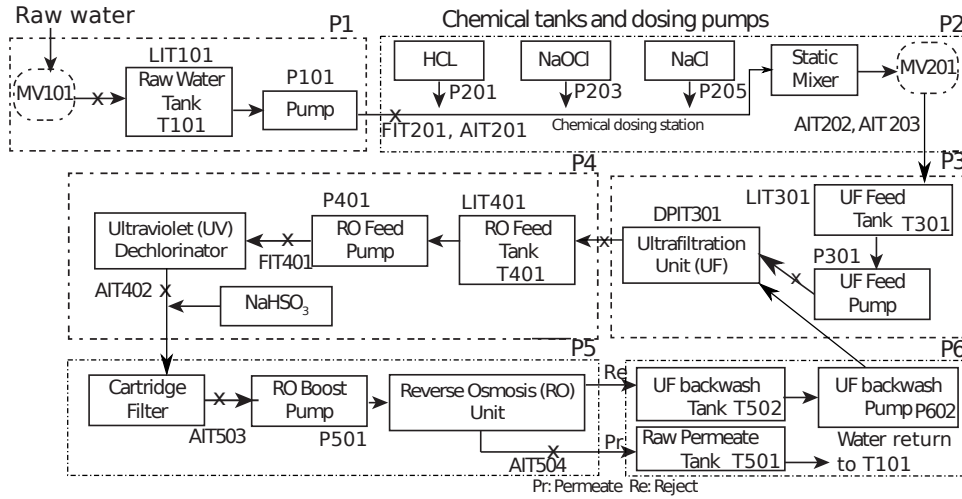 Raw water
P1
Chemical tanks and dosing pumps
P2
LIT101
MV101
Raw Water
Tank
T101
P101
Pump
HCL
NaOCl
NaCl
Static
Mixer
MV201
P201
P203
P205
FIT201, AIT201
Chemical dosing station
AIT202, AIT 203
P4
P3
P401
LIT401
Ultraviolet (UV)
Dechlorinator
RO Feed
Pump
RO Feed
Tank
T401
FIT401
AIT402
NaHSO₃
DPIT301
Ultrafiltration
Unit (UF)
LIT301
UF Feed
Tank T301
P301
UF Feed
Pump
P5
P6
Cartridge
Filter
AIT503
RO Boost
Pump
P501
Reverse Osmosis (RO)
Unit
AIT504
Re
Pr
UF backwash
Tank T502
UF backwash
Pump P602
Raw Permeate
Tank T501
Water return
to T101
Pr: Permeate Re: Reject